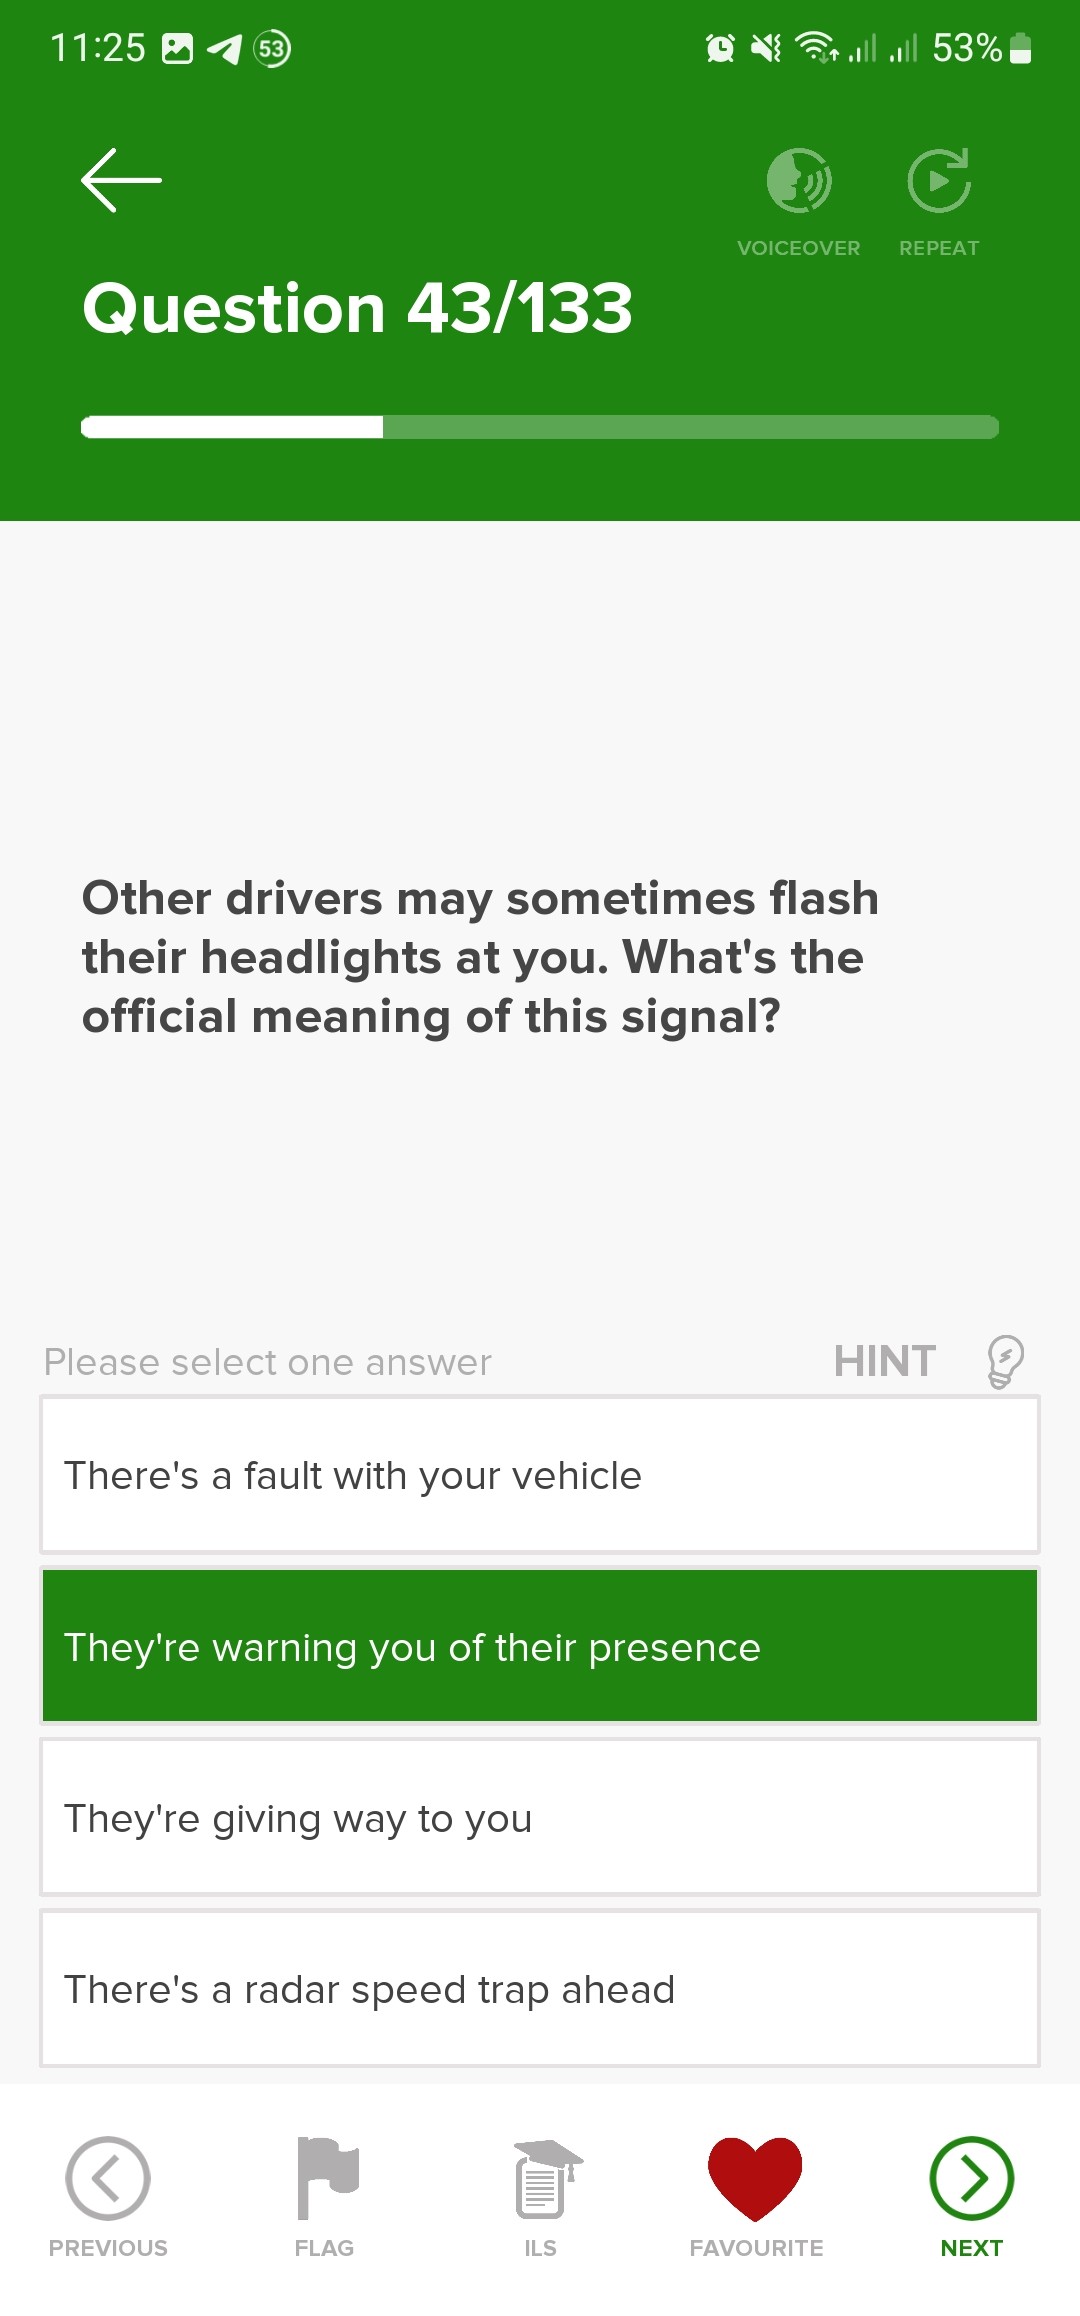 11:25 53 53%
VOICEOVER REPEAT
Question 43/133
Other drivers may sometimes flash
their headlights at you. What's the
official meaning of this signal?
Please select one answer HINT
There's a fault with your vehicle
They're warning you of their presence
They're giving way to you
There's a radar speed trap ahead
PREVIOUS FLAG ILS FAVOURITE NEXT